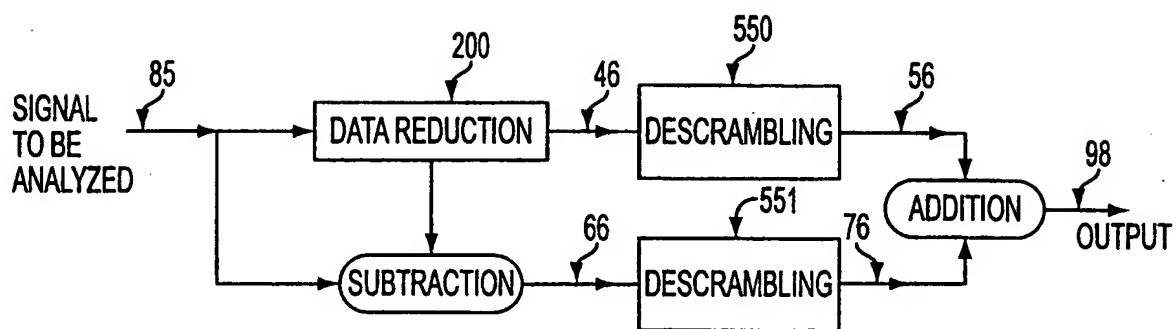 550
200
85
46
56
SIGNAL
TO BE
ANALYZED
DATA REDUCTION
DESCRAMBLING
98
551
ADDITION
66
76
OUTPUT
SUBTRACTION
DESCRAMBLING